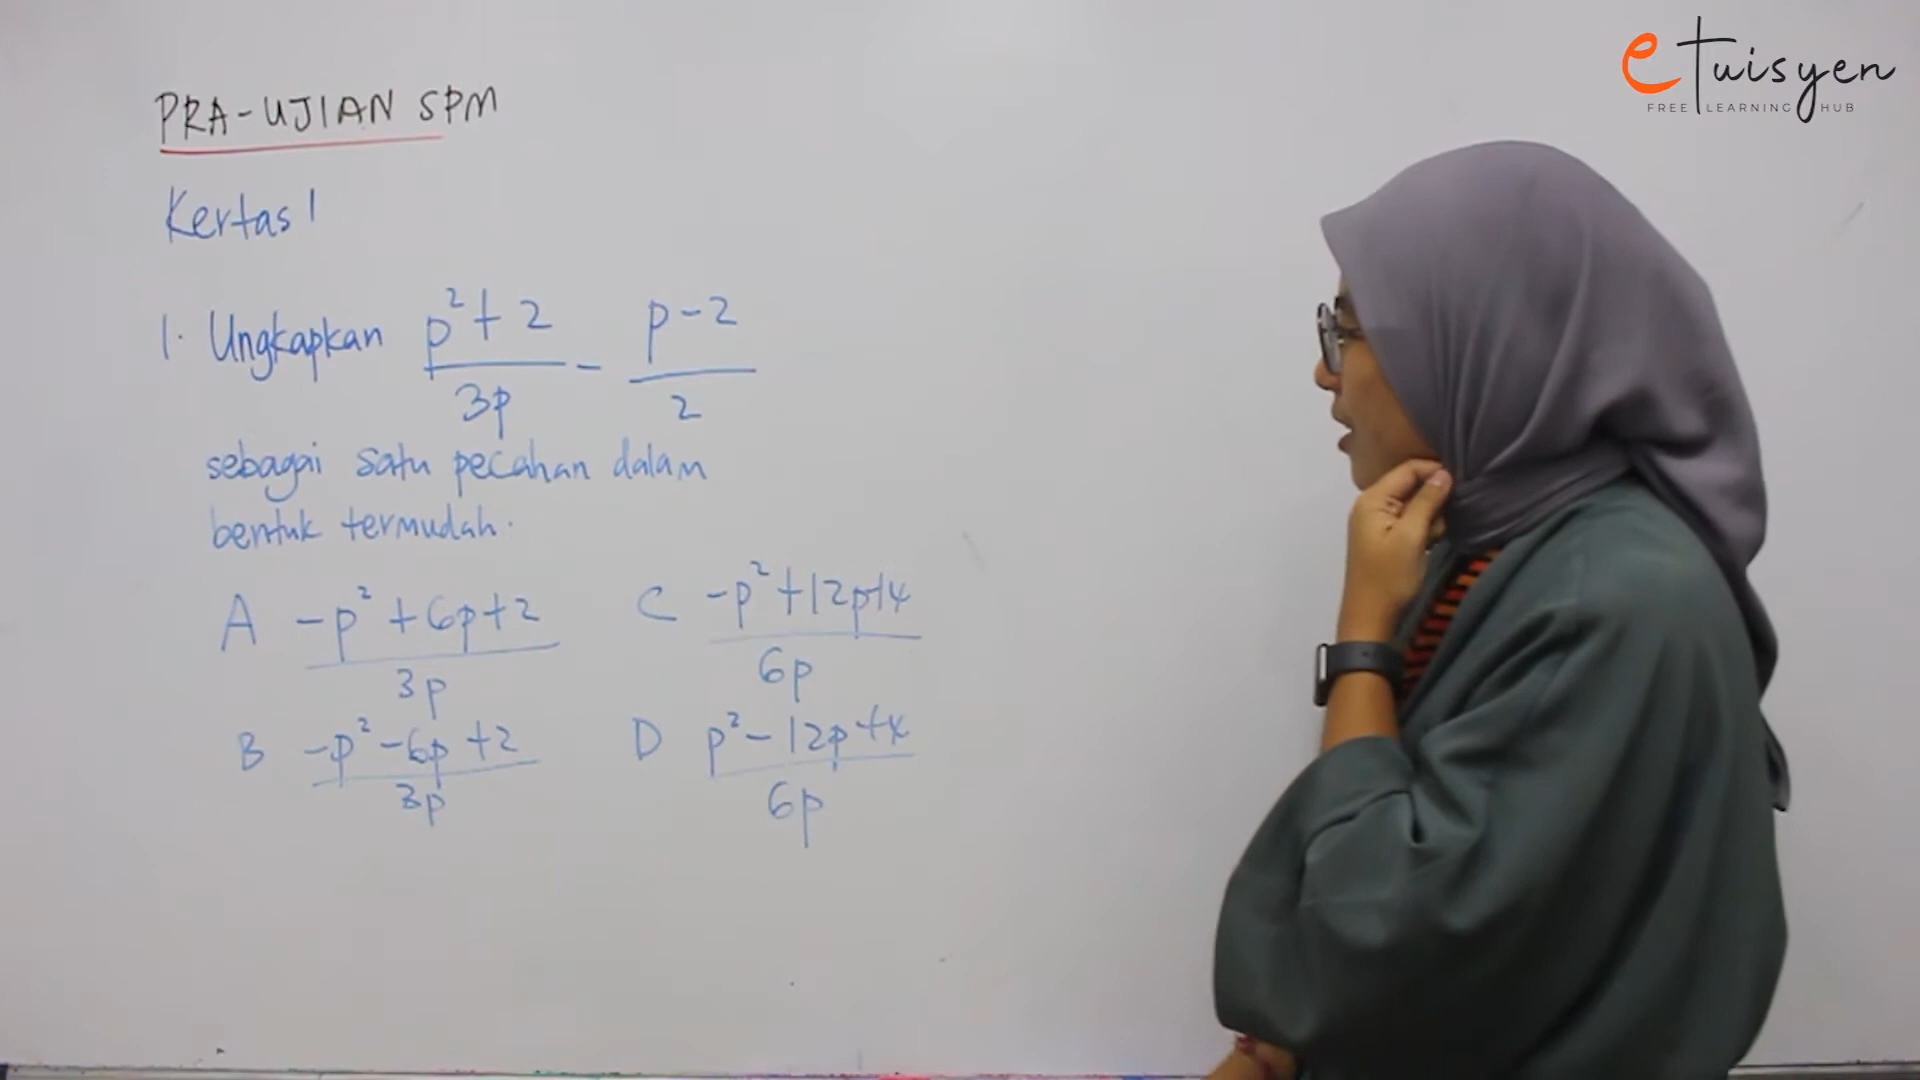 eTuisyen
FREE LEARNING HUB
PRA-UJIAN SPM
Kertas 1
1. Ungkapkan p²+2/3p - p-2/2
sebagai satu pecahan dalam
bentuk termudah.
A -p²+6p+2/3p C -p²+12p+4/6p
B -p²-6p+2/3p D p²-12p+4/6p